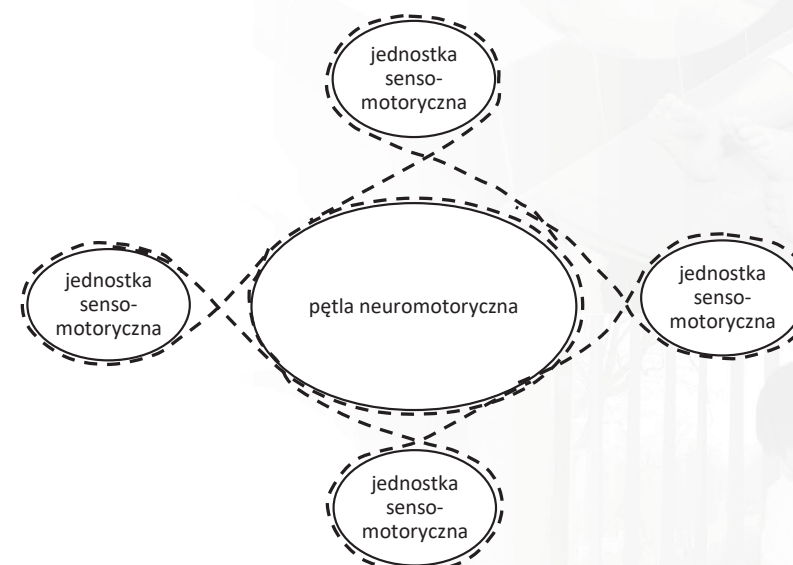 jednostka
senso-
motoryczna
jednostka
senso-
motoryczna
pętla neuromotoryczna
jednostka
senso-
motoryczna
jednostka
senso-
motoryczna